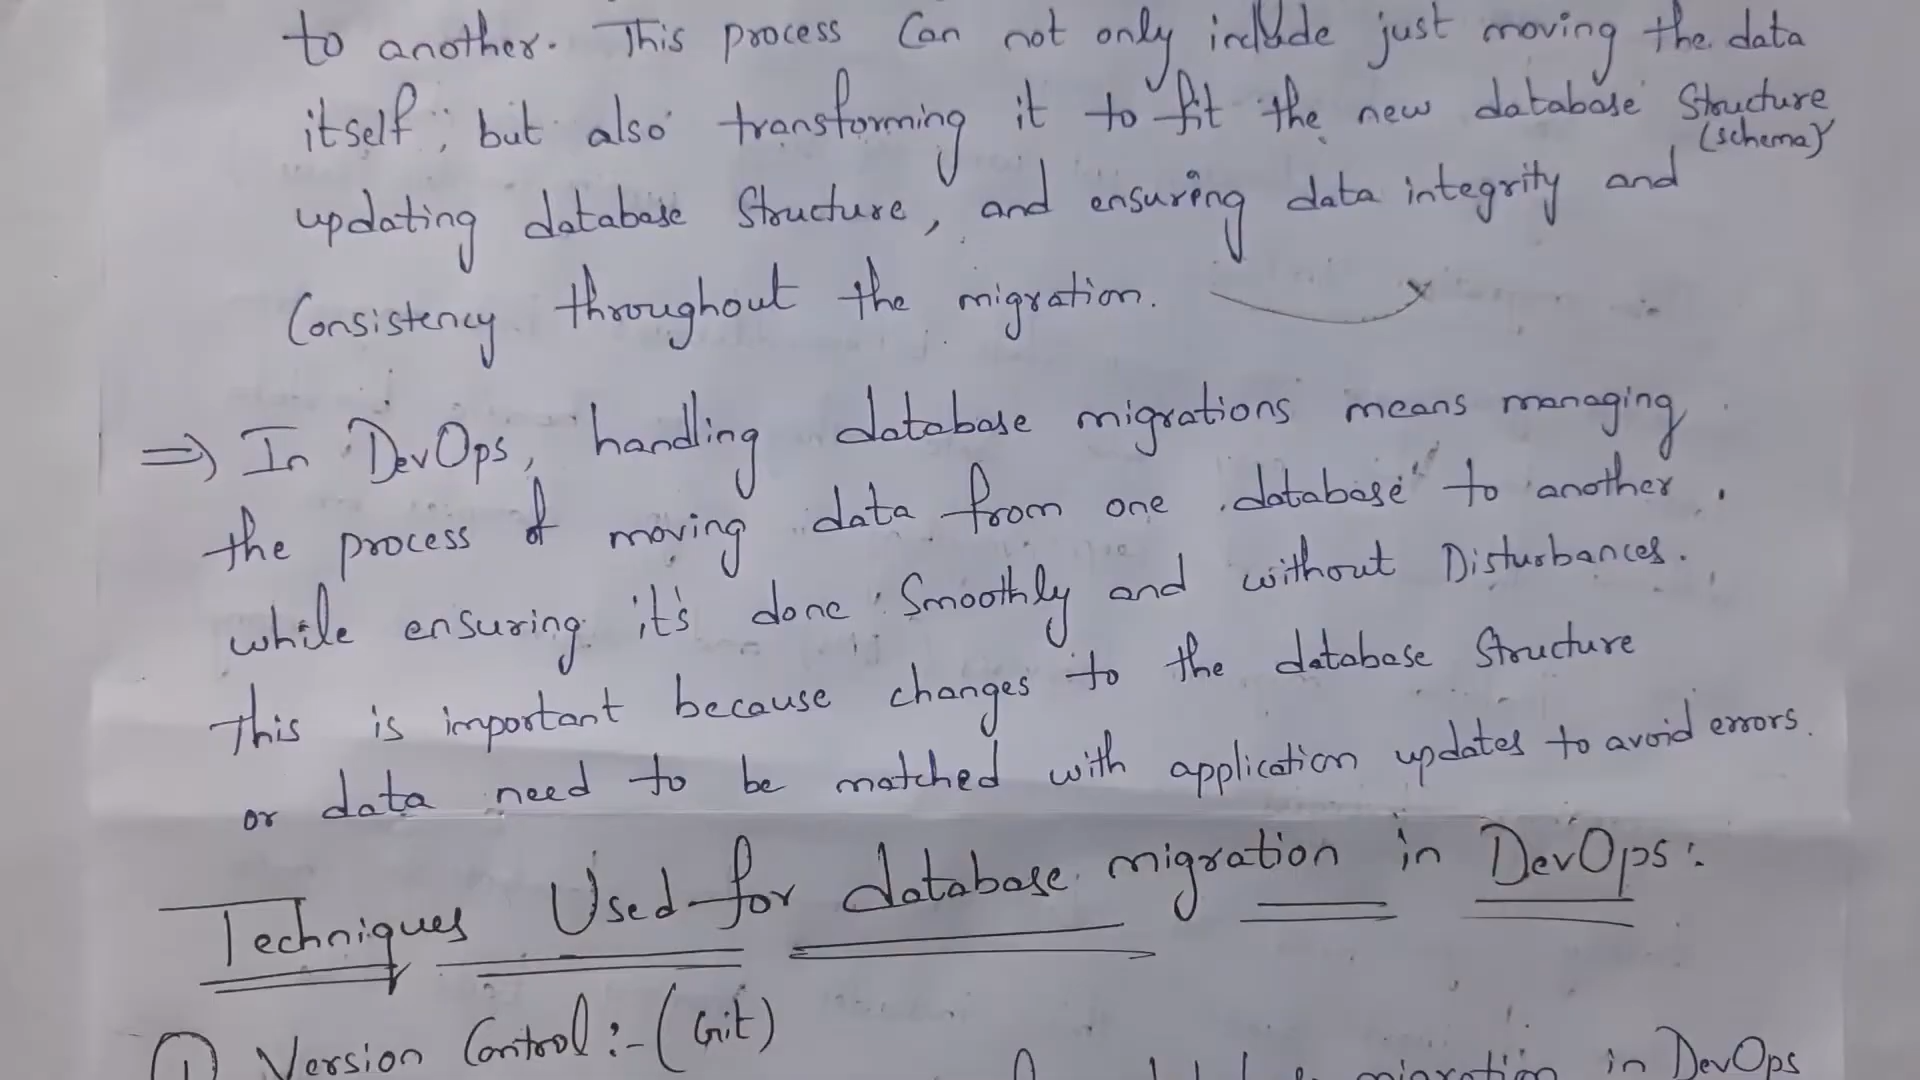 to another. This process Can not only include just moving the data
itself, but also transforming it to fit the new database Structure
(schema)
updating database Structure, and ensuring data integrity and
Consistency throughout the migration.
⇒ In DevOps, handling database migrations means managing
the process of moving data from one database to another.
while ensuring it's done Smoothly and without Disturbances.
This is important because changes to the database Structure
or data need to be matched with application updates to avoid errors.
Techniques Used for database migration in DevOps:
① Version Control :- (Git)
migration in DevOps